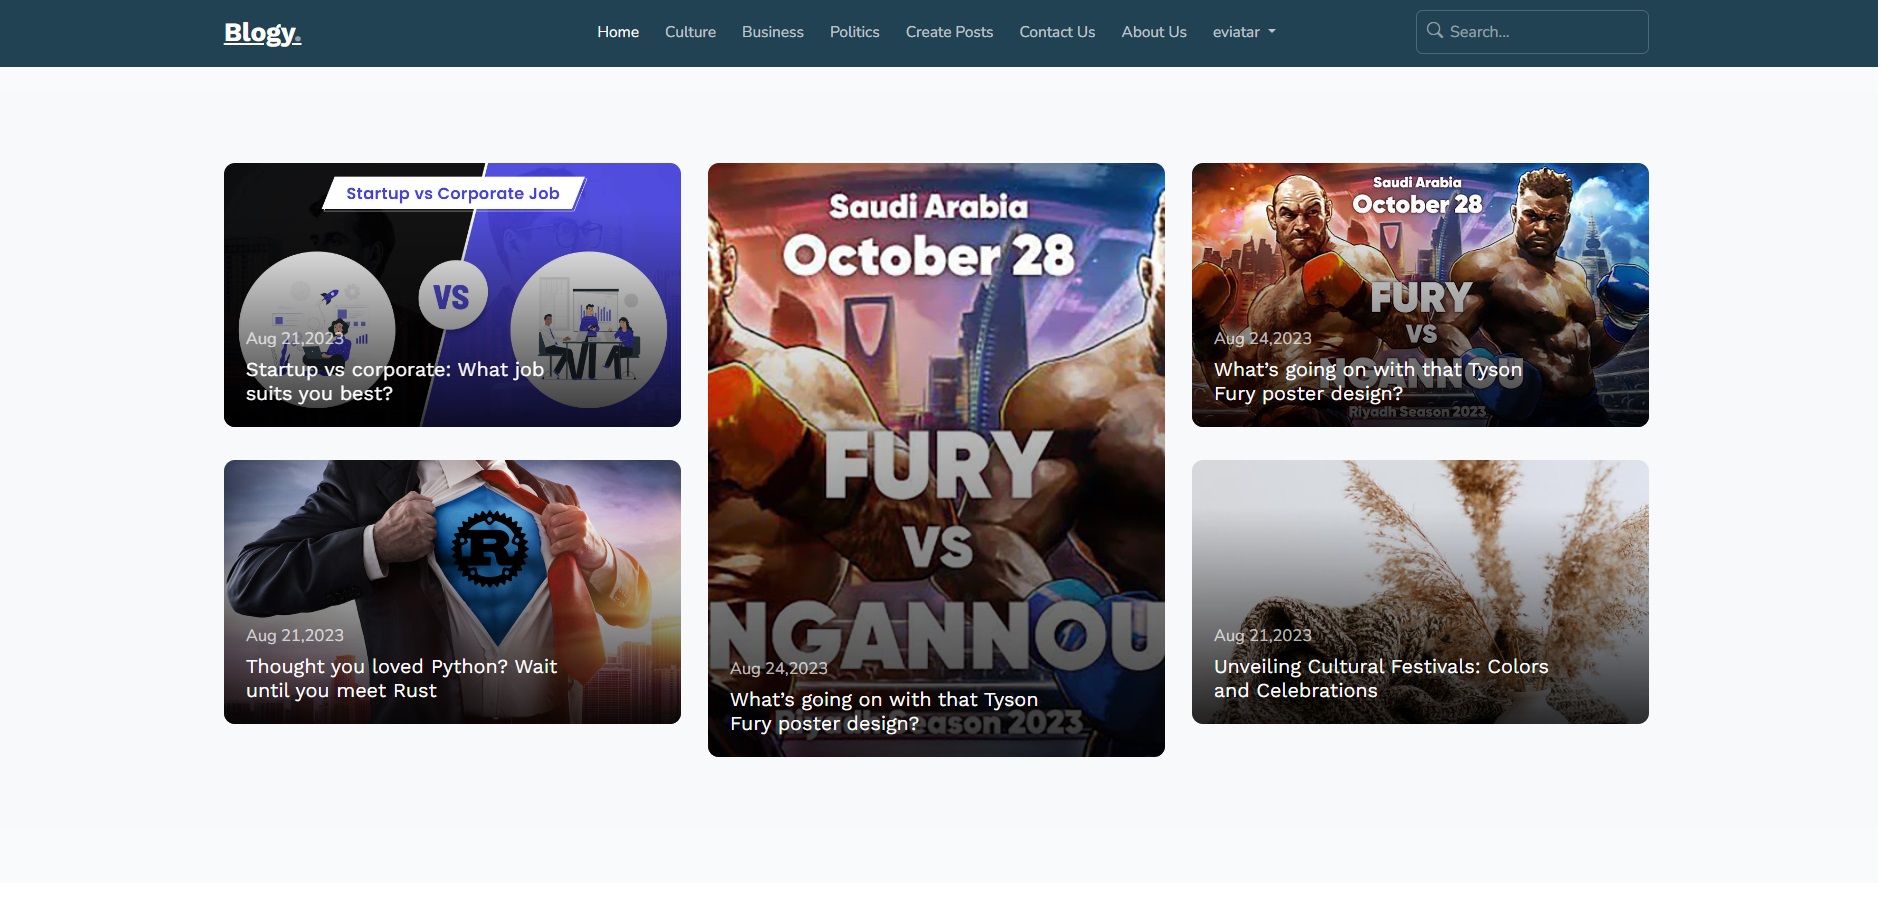 Blogy.
Home
Culture
Business
Politics
Create Posts
Contact Us
About Us
eviatar
Search...
Startup vs Corporate Job
VS
Aug 21,2023
Startup vs corporate: What job
suits you best?
R
Aug 21,2023
Thought you loved Python? Wait
until you meet Rust
Saudi Arabia
October 28
FURY
VS
NGANNOU
Riyadh Season 2023
Aug 24,2023
What’s going on with that Tyson
Fury poster design?
Saudi Arabia
October 28
FURY
VS
NGANNOU
Riyadh Season 2023
Aug 24,2023
What’s going on with that Tyson
Fury poster design?
Aug 21,2023
Unveiling Cultural Festivals: Colors
and Celebrations